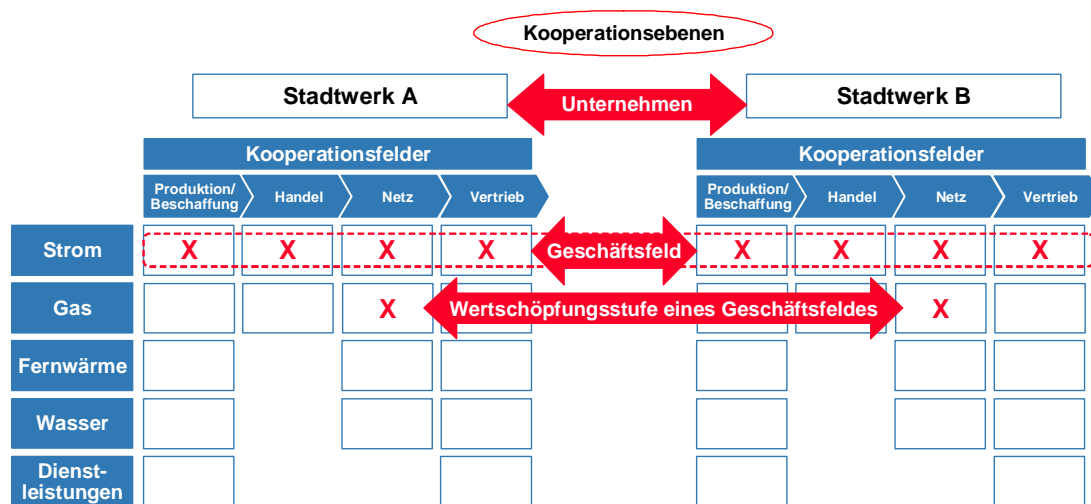 Kooperationsebenen
Stadtwerk A
Unternehmen
Stadtwerk B
Kooperationsfelder
Kooperationsfelder
Produktion/
Beschaffung
Handel
Netz
Vertrieb
Produktion/
Beschaffung
Handel
Netz
Vertrieb
Strom
X X X X
Geschäftsfeld
X X X X
Gas
X
Wertschöpfungsstufe eines Geschäftsfeldes
X
Fernwärme
Wasser
Dienst-
leistungen